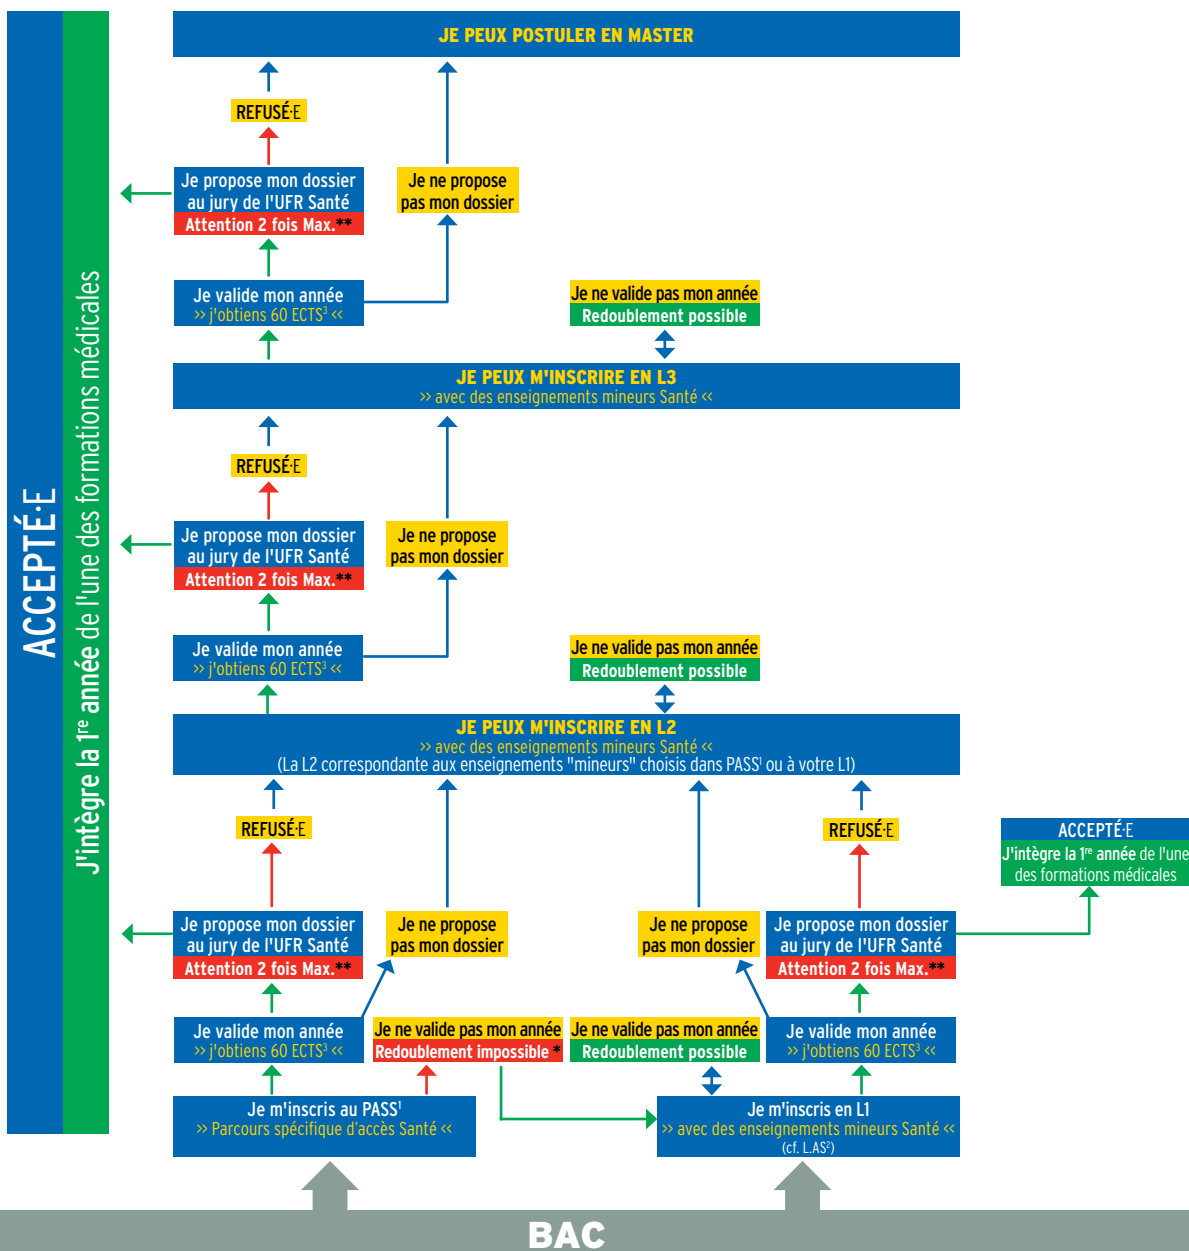 JE PEUX POSTULER EN MASTER
REFUSÉ·E
Je propose mon dossier
au jury de l'UFR Santé
Attention 2 fois Max.**
Je ne propose
pas mon dossier
Je valide mon année
>> j'obtiens 60 ECTS³ <<
Je ne valide pas mon année
Redoublement possible
JE PEUX M'INSCRIRE EN L3
>> avec des enseignements mineurs Santé <<
REFUSÉ·E
Je propose mon dossier
au jury de l'UFR Santé
Attention 2 fois Max.**
Je ne propose
pas mon dossier
Je valide mon année
>> j'obtiens 60 ECTS³ <<
Je ne valide pas mon année
Redoublement possible
JE PEUX M'INSCRIRE EN L2
>> avec des enseignements mineurs Santé <<
(La L2 correspondante aux enseignements "mineurs" choisis dans PASS¹ ou à votre L1)
REFUSÉ·E
REFUSÉ·E
ACCEPTÉ·E
J'intègre la 1re année de l'une
des formations médicales
Je propose mon dossier
au jury de l'UFR Santé
Attention 2 fois Max.**
Je ne propose
pas mon dossier
Je ne propose
pas mon dossier
Je propose mon dossier
au jury de l'UFR Santé
Attention 2 fois Max.**
Je valide mon année
>> j'obtiens 60 ECTS³ <<
Je ne valide pas mon année
Redoublement impossible *
Je ne valide pas mon année
Redoublement possible
Je valide mon année
>> j'obtiens 60 ECTS³ <<
Je m'inscris au PASS¹
>> Parcours spécifique d'accès Santé <<
Je m'inscris en L1
>> avec des enseignements mineurs Santé <<
(cf. L.AS²)
BAC
ACCEPTÉ·E
J'intègre la 1re année de l'une des formations médicales